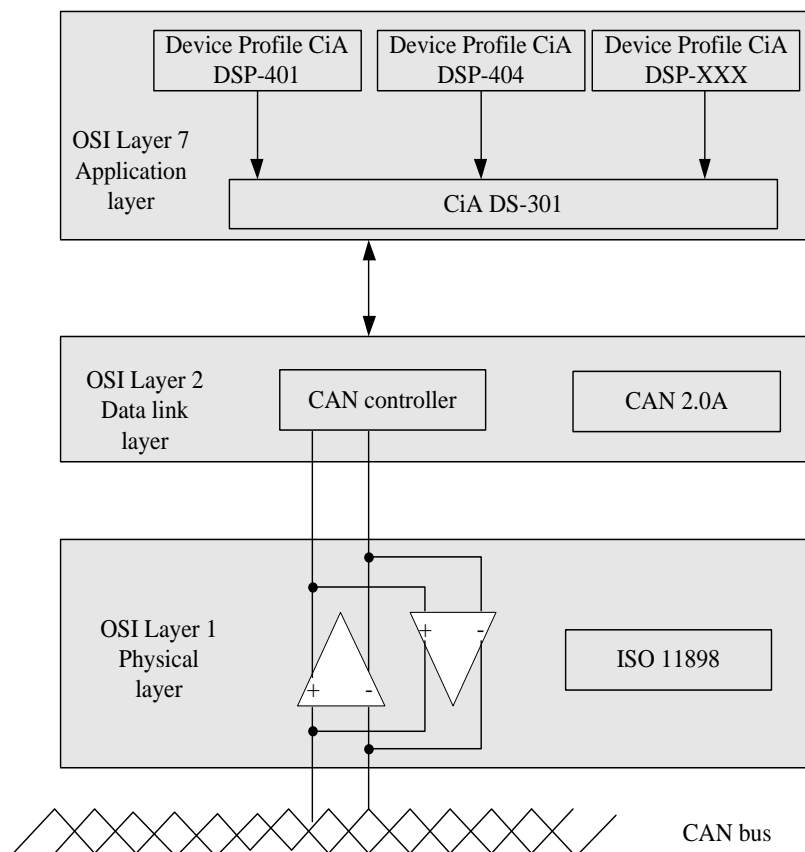 Device Profile CiA
DSP-401
Device Profile CiA
DSP-404
Device Profile CiA
DSP-XXX
OSI Layer 7
Application
layer
CiA DS-301
OSI Layer 2
Data link
layer
CAN controller
CAN 2.0A
OSI Layer 1
Physical
layer
+
-
+
-
ISO 11898
CAN bus